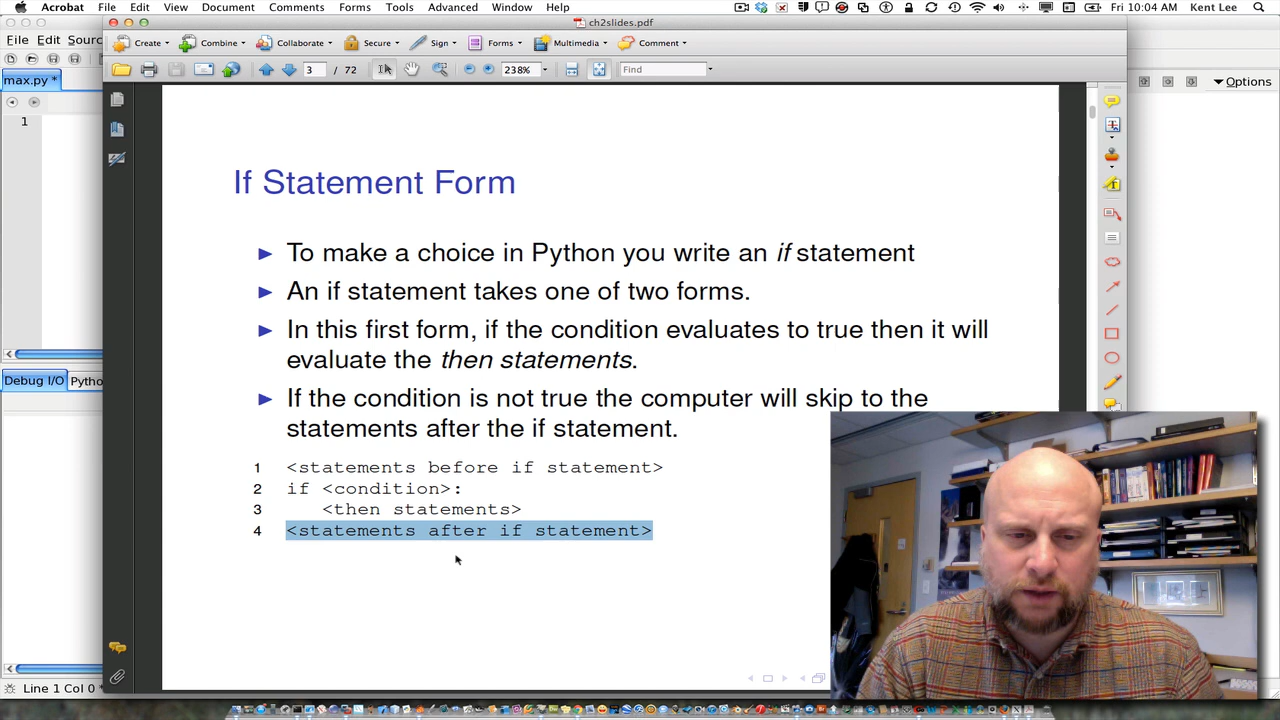 Acrobat File Edit View Document Comments Forms Tools Advanced Window Help Fri 10:04 AM Kent Lee
ch2slides.pdf
File Edit Sourc
Create Combine Collaborate Secure Sign Forms Multimedia Comment
3 / 72 238% Find
max.py *
Options
1
If Statement Form
To make a choice in Python you write an if statement
An if statement takes one of two forms.
In this first form, if the condition evaluates to true then it will
evaluate the then statements.
If the condition is not true the computer will skip to the
statements after the if statement.
1 <statements before if statement>
2 if <condition>:
3 <then statements>
4 <statements after if statement>
Debug I/O Python
Line 1 Col 0 *